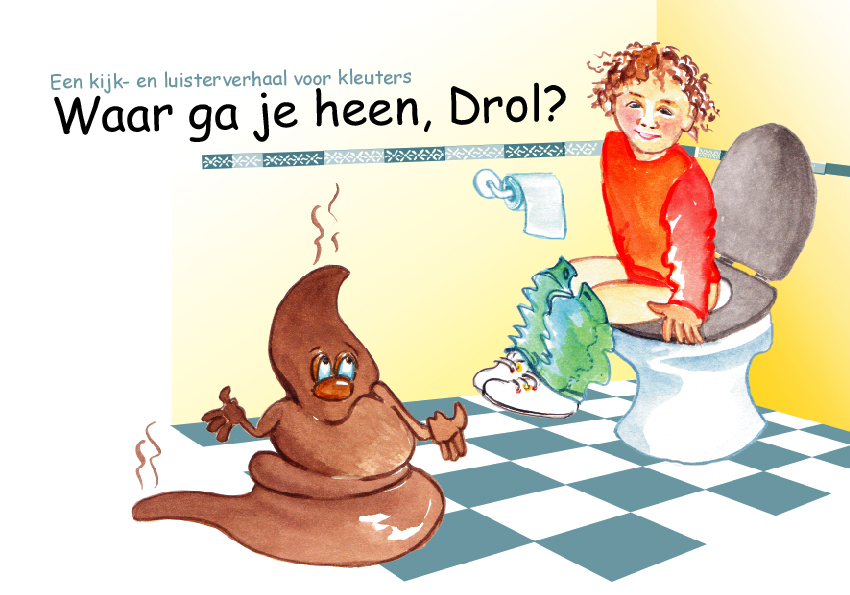 Een kijk- en luisterverhaal voor kleuters
Waar ga je heen, Drol?